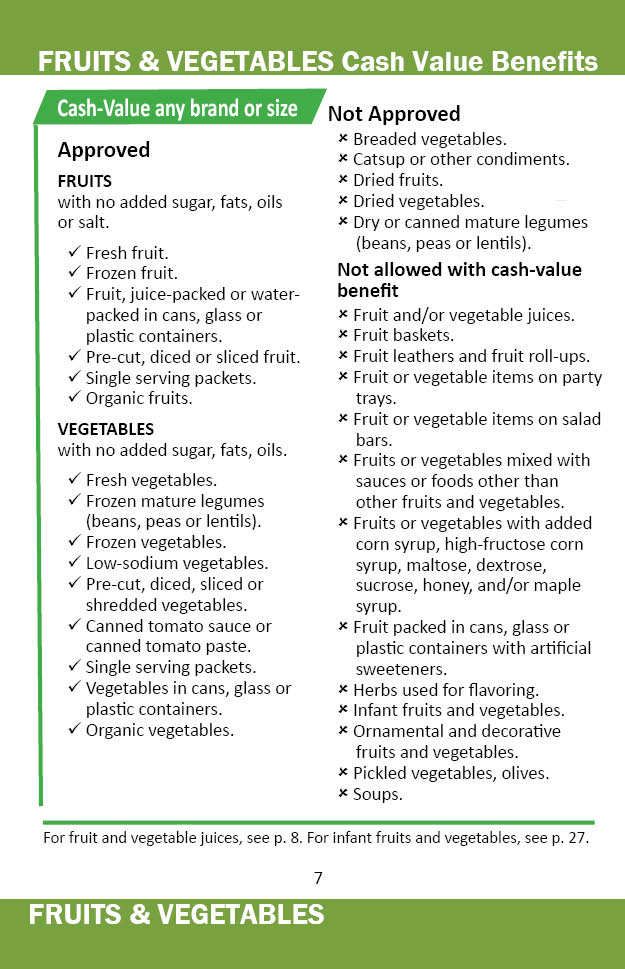 FRUITS & VEGETABLES Cash Value Benefits
Cash-Value any brand or size
Approved
FRUITS
with no added sugar, fats, oils
or salt.
✓ Fresh fruit.
✓ Frozen fruit.
✓ Fruit, juice-packed or water-
packed in cans, glass or
plastic containers.
✓ Pre-cut, diced or sliced fruit.
✓ Single serving packets.
✓ Organic fruits.
VEGETABLES
with no added sugar, fats, oils.
✓ Fresh vegetables.
✓ Frozen mature legumes
(beans, peas or lentils).
✓ Frozen vegetables.
✓ Low-sodium vegetables.
✓ Pre-cut, diced, sliced or
shredded vegetables.
✓ Canned tomato sauce or
canned tomato paste.
✓ Single serving packets.
✓ Vegetables in cans, glass or
plastic containers.
✓ Organic vegetables.
Not Approved
× Breaded vegetables.
× Catsup or other condiments.
× Dried fruits.
× Dried vegetables.
× Dry or canned mature legumes
(beans, peas or lentils).
Not allowed with cash-value
benefit
× Fruit and/or vegetable juices.
× Fruit baskets.
× Fruit leathers and fruit roll-ups.
× Fruit or vegetable items on party
trays.
× Fruit or vegetable items on salad
bars.
× Fruits or vegetables mixed with
sauces or foods other than
other fruits and vegetables.
× Fruits or vegetables with added
corn syrup, high-fructose corn
syrup, maltose, dextrose,
sucrose, honey, and/or maple
syrup.
× Fruit packed in cans, glass or
plastic containers with artificial
sweeteners.
× Herbs used for flavoring.
× Infant fruits and vegetables.
× Ornamental and decorative
fruits and vegetables.
× Pickled vegetables, olives.
× Soups.
For fruit and vegetable juices, see p. 8. For infant fruits and vegetables, see p. 27.
7
FRUITS & VEGETABLES